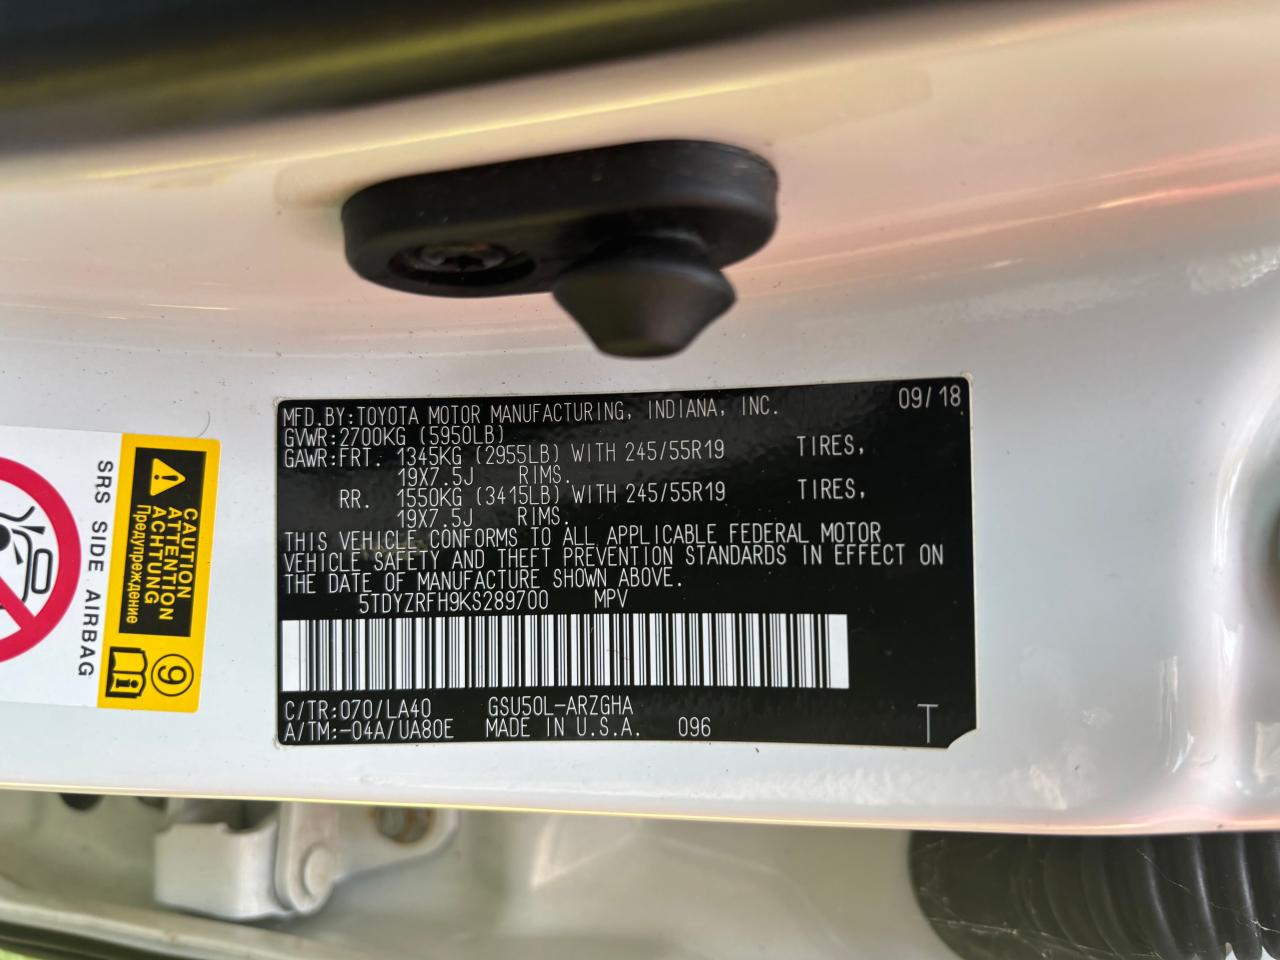 MFD.BY:TOYOTA MOTOR MANUFACTURING, INDIANA, INC. 09/18
GVWR:2700KG (5950LB)
GAWR:FRT. 1345KG (2955LB) WITH 245/55R19 TIRES,
19X7.5J RIMS.
RR. 1550KG (3415LB) WITH 245/55R19 TIRES,
19X7.5J RIMS.
THIS VEHICLE CONFORMS TO ALL APPLICABLE FEDERAL MOTOR
VEHICLE SAFETY AND THEFT PREVENTION STANDARDS IN EFFECT ON
THE DATE OF MANUFACTURE SHOWN ABOVE.
5TDYZRFH9KS289700 MPV
C/TR:070/LA40 GSU50L-ARZGHA
A/TM:-04A/UA80E MADE IN U.S.A. 096 T
CAUTION
ATTENTION
ACHTUNG
Предупреждение
9
SRS SIDE AIRBAG